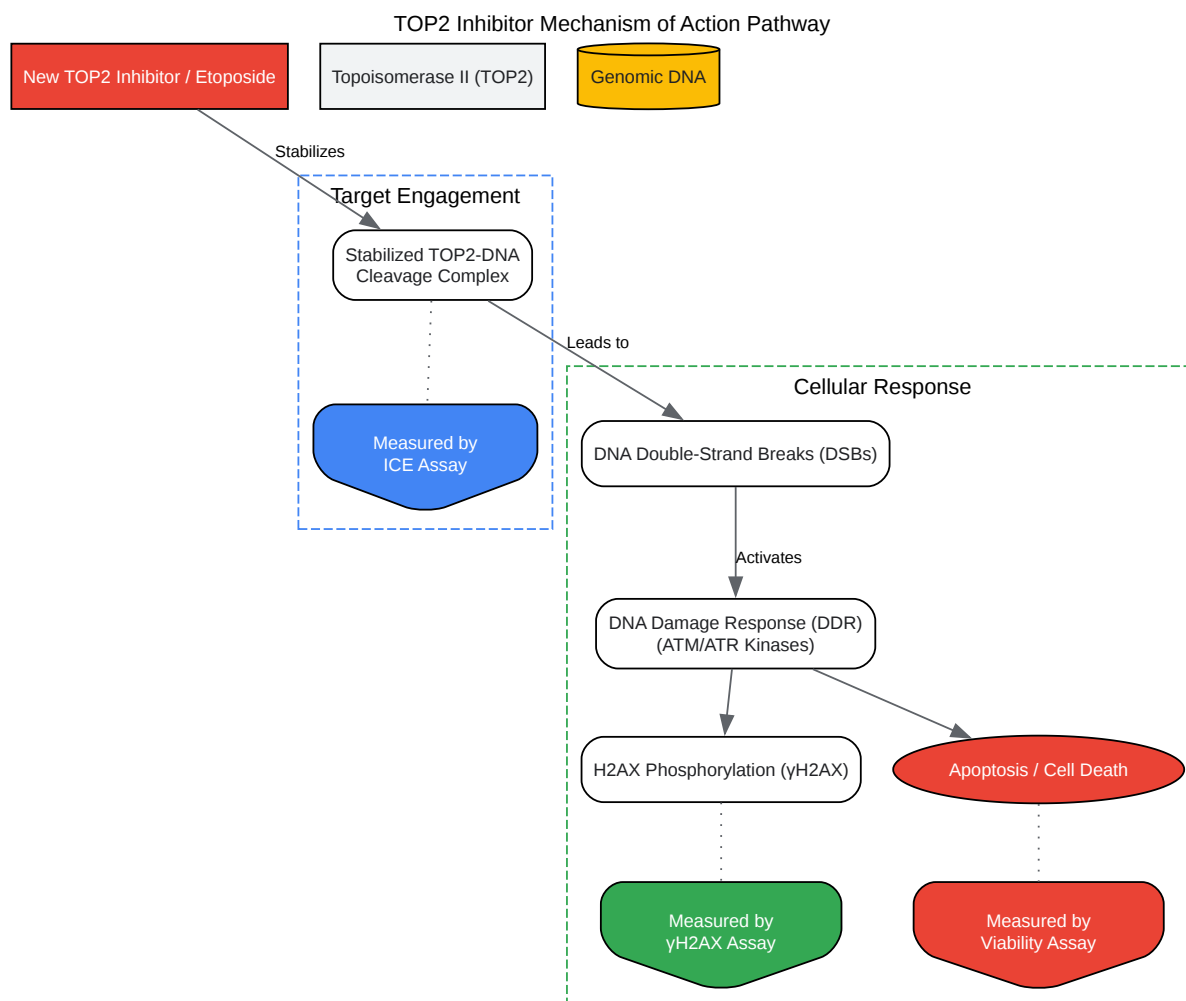 TOP2 Inhibitor Mechanism of Action Pathway
New TOP2 Inhibitor / Etoposide
Topoisomerase II (TOP2)
Genomic DNA
Stabilizes
Target Engagement
Stabilized TOP2-DNA
Cleavage Complex
Leads to
Cellular Response
Measured by
ICE Assay
DNA Double-Strand Breaks (DSBs)
Activates
DNA Damage Response (DDR)
(ATM/ATR Kinases)
H2AX Phosphorylation (γH2AX)
Apoptosis / Cell Death
Measured by
γH2AX Assay
Measured by
Viability Assay